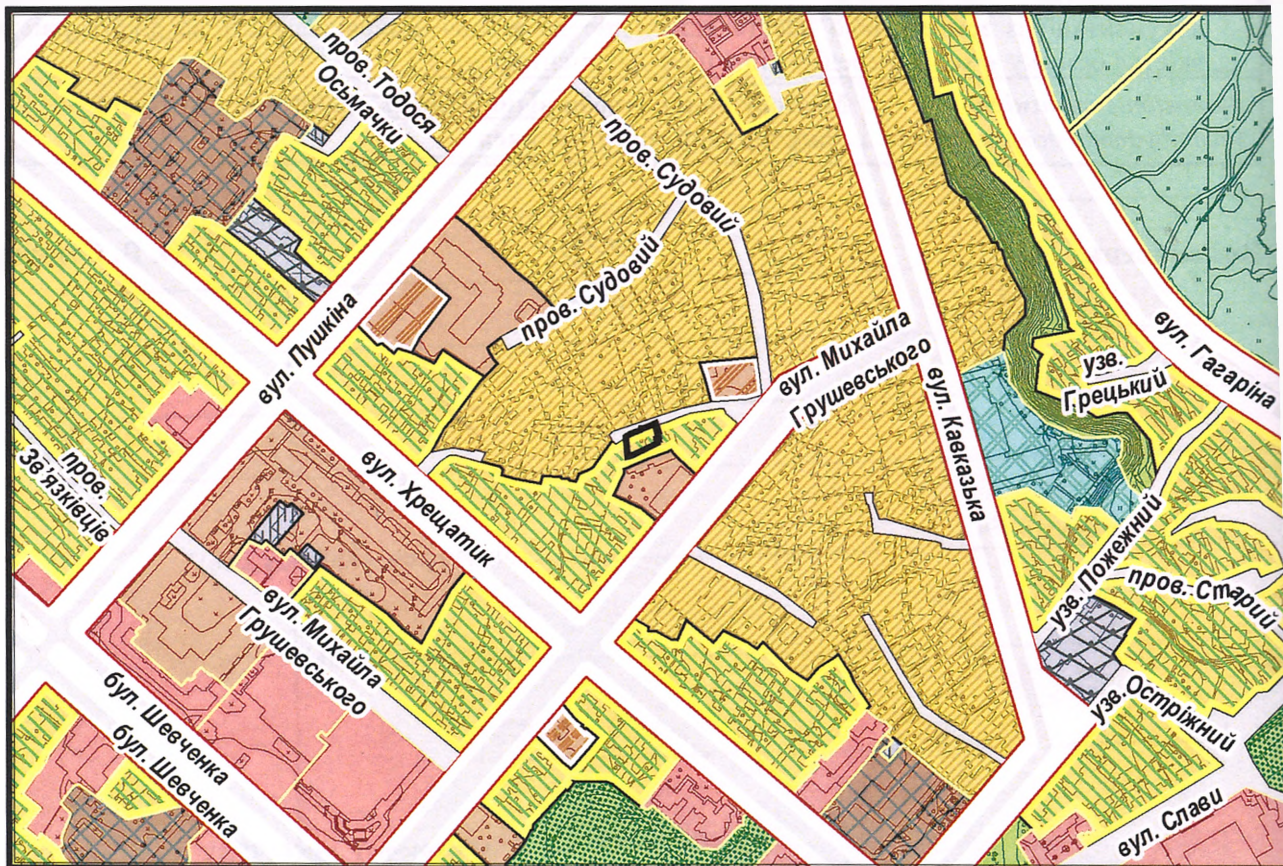 пров. Тодося
Осьмачки
пров. Судовий
пров. Судовий
вул. Пушкіна
вул. Михайла
Грушевського
вул. Кавказька
вул. Гагаріна
узв.
Грецький
пров.
Зв'язківців
вул. Хрещатик
узв. Пожежний
пров. Старий
вул. Михайла
Грушевського
бул. Шевченка
бул. Шевченка
узв. Остріжний
вул. Слави